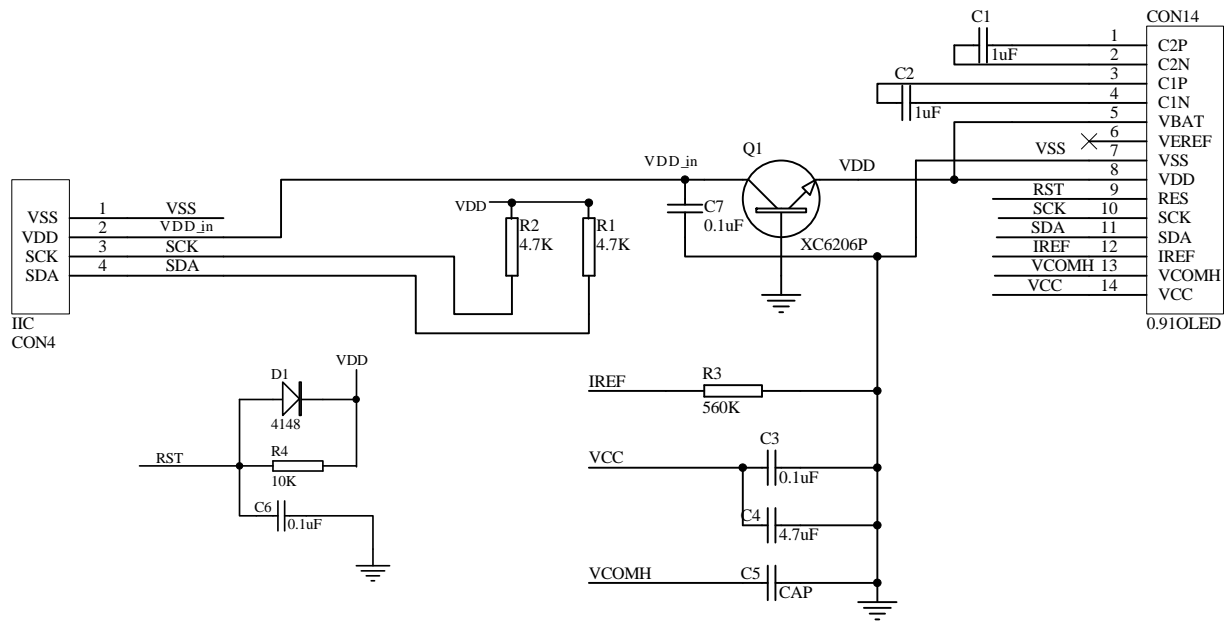 C1
1uF
C2
1uF
CON14
1 C2P
2 C2N
3 C1P
4 C1N
5 VBAT
6 VEREF
VSS 7 VSS
8 VDD
RST 9 RES
SCK 10 SCK
SDA 11 SDA
IREF 12 IREF
VCOMH 13 VCOMH
VCC 14 VCC
0.91OLED
VDD_in
Q1
VDD
C7
0.1uF
XC6206P
VDD
R2
4.7K
R1
4.7K
VSS 1 VSS
VDD 2 VDD_in
SCK 3 SCK
SDA 4 SDA
IIC
CON4
VDD
D1
4148
RST
R4
10K
C6
0.1uF
IREF
R3
560K
VCC
C3
0.1uF
C4
4.7uF
VCOMH
C5
CAP